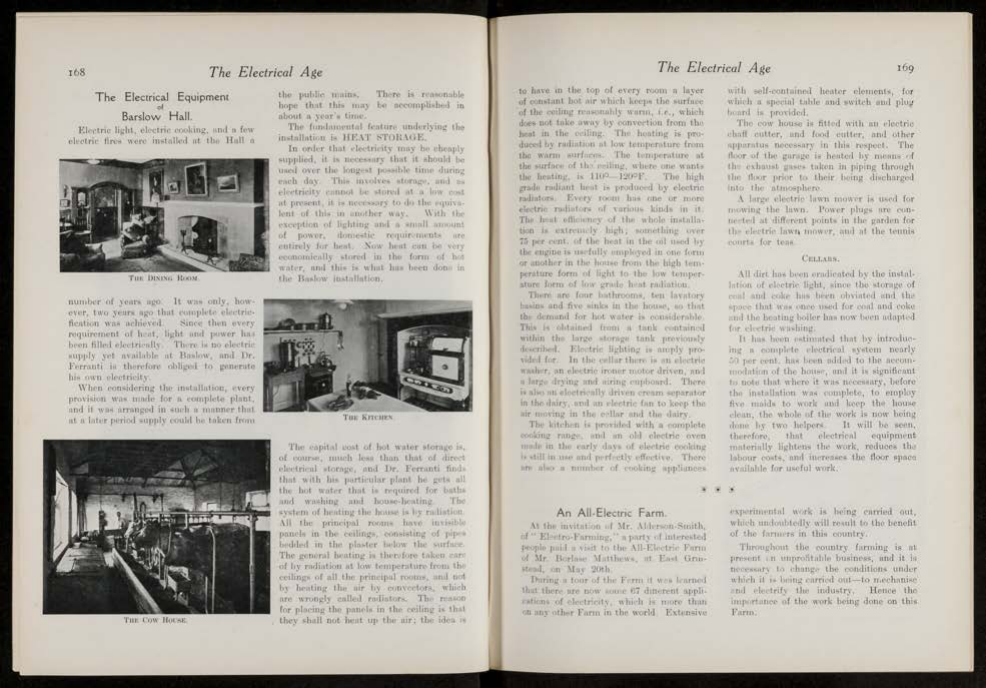 168
The Electrical Age
The Electrical Equipment
of
Barslow Hall.
Electric light, electric cooking, and a few
electric fires were installed at the Hall a
THE DINING ROOM.
number of years ago. It was only, how-
ever, two years ago that complete electric-
fication was achieved. Since then every
requirement of heat, light and power has
been filled electrically. There is no electric
supply yet available at Baslow, and Dr.
Ferranti is therefore obliged to generate
his own electricity.
When considering the installation, every
provision was made for a complete plant,
and it was arranged in such a manner that
at a later period supply could be taken from
THE COW HOUSE.
the public mains. There is reasonable
hope that this may be accomplished in
about a year's time.
The fundamental feature underlying the
installation is HEAT STORAGE.
In order that electricity may be cheaply
supplied, it is necessary that it should be
used over the longest possible time during
each day. This involves storage, and as
electricity cannot be stored at a low cost
at present, it is necessary to do the equiva-
lent of this in another way. With the
exception of lighting and a small amount
of power, domestic requirements are
entirely for heat. Now heat can be very
economically stored in the form of hot
water, and this is what has been done in
the Baslow installation.
THE KITCHEN.
The capital cost of hot water storage is,
of course, much less than that of direct
electrical storage, and Dr. Ferranti finds
that with his particular plant he gets all
the hot water that is required for baths
and washing and house-heating. The
system of heating the house is by radiation.
All the principal rooms have invisible
panels in the ceilings, consisting of pipes
bedded in the plaster below the surface.
The general heating is therefore taken care
of by radiation at low temperature from the
ceilings of all the principal rooms, and not
by heating the air by convectors, which
are wrongly called radiators. The reason
for placing the panels in the ceiling is that
they shall not heat up the air; the idea is
The Electrical Age
169
to have in the top of every room a layer
of constant hot air which keeps the surface
of the ceiling reasonably warm, i.e., which
does not take away by convection from the
heat in the ceiling. The heating is pro-
duced by radiation at low temperature from
the warm surfaces. The temperature at
the surface of the ceiling, where one wants
the heating, is 110°—120°F. The high
grade radiant heat is produced by electric
radiators. Every room has one or more
electric radiators of various kinds in it.
The heat efficiency of the whole installa-
tion is extremely high; something over
75 per cent. of the heat in the oil used by
the engine is usefully employed in one form
or another in the house from the high tem-
perature form of light to the low temper-
ature form of low grade heat radiation.
There are four bathrooms, ten lavatory
basins and five sinks in the house, so that
the demand for hot water is considerable.
This is obtained from a tank contained
within the large storage tank previously
described. Electric lighting is amply pro-
vided for. In the cellar there is an electric
washer, an electric ironer motor driven, and
a large drying and airing cupboard. There
is also an electrically driven cream separator
in the dairy, and an electric fan to keep the
air moving in the cellar and the dairy.
The kitchen is provided with a complete
cooking range, and an old electric oven
made in the early days of electric cooking
is still in use and perfectly effective. There
are also a number of cooking appliances
with self-contained heater elements, for
which a special table and switch and plug
board is provided.
The cow house is fitted with an electric
chaff cutter, and food cutter, and other
apparatus necessary in this respect. The
floor of the garage is heated by means of
the exhaust gases taken in piping through
the floor prior to their being discharged
into the atmosphere.
A large electric lawn mower is used for
mowing the lawn. Power plugs are con-
nected at different points in the garden for
the electric lawn mower, and at the tennis
courts for teas.
CELLARS.
All dirt has been eradicated by the instal-
lation of electric light, since the storage of
coal and coke has been obviated and the
space that was once used for coal and coke
and the heating boiler has now been adapted
for electric washing.
It has been estimated that by introduc-
ing a complete electrical system nearly
50 per cent. has been added to the accom-
modation of the house, and it is significant
to note that where it was necessary, before
the installation was complete, to employ
five maids to work and keep the house
clean, the whole of the work is now being
done by two helpers. It will be seen,
therefore, that electrical equipment
materially lightens the work, reduces the
labour costs, and increases the floor space
available for useful work.
An All-Electric Farm.
At the invitation of Mr. Alderson-Smith,
of "Electro-Farming," a party of interested
people paid a visit to the All-Electric Farm
of Mr. Borlase Matthews, at East Grin-
stead, on May 20th.
During a tour of the Farm it was learned
that there are now some 67 different appli-
cations of electricity, which is more than
on any other Farm in the world. Extensive
experimental work is being carried out,
which undoubtedly will result to the benefit
of the farmers in this country.
Throughout the country farming is at
present an unprofitable business, and it is
necessary to change the conditions under
which it is being carried out—to mechanise
and electrify the industry. Hence the
importance of the work being done on this
Farm.